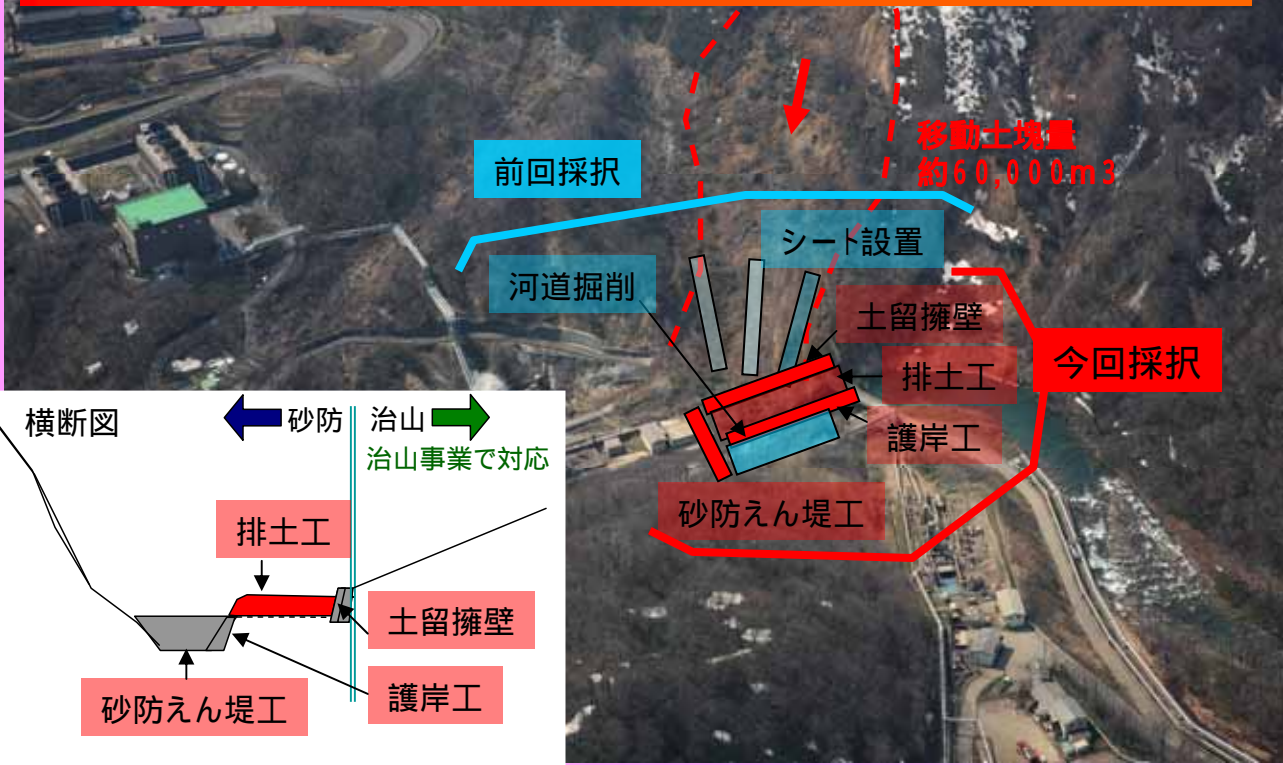 前回採択
移動土塊量
約60,000m3
シート設置
河道掘削
土留擁壁
排土工
今回採択
護岸工
砂防えん堤工
横断図
砂防
治山
治山事業で対応
排土工
土留擁壁
護岸工
砂防えん堤工